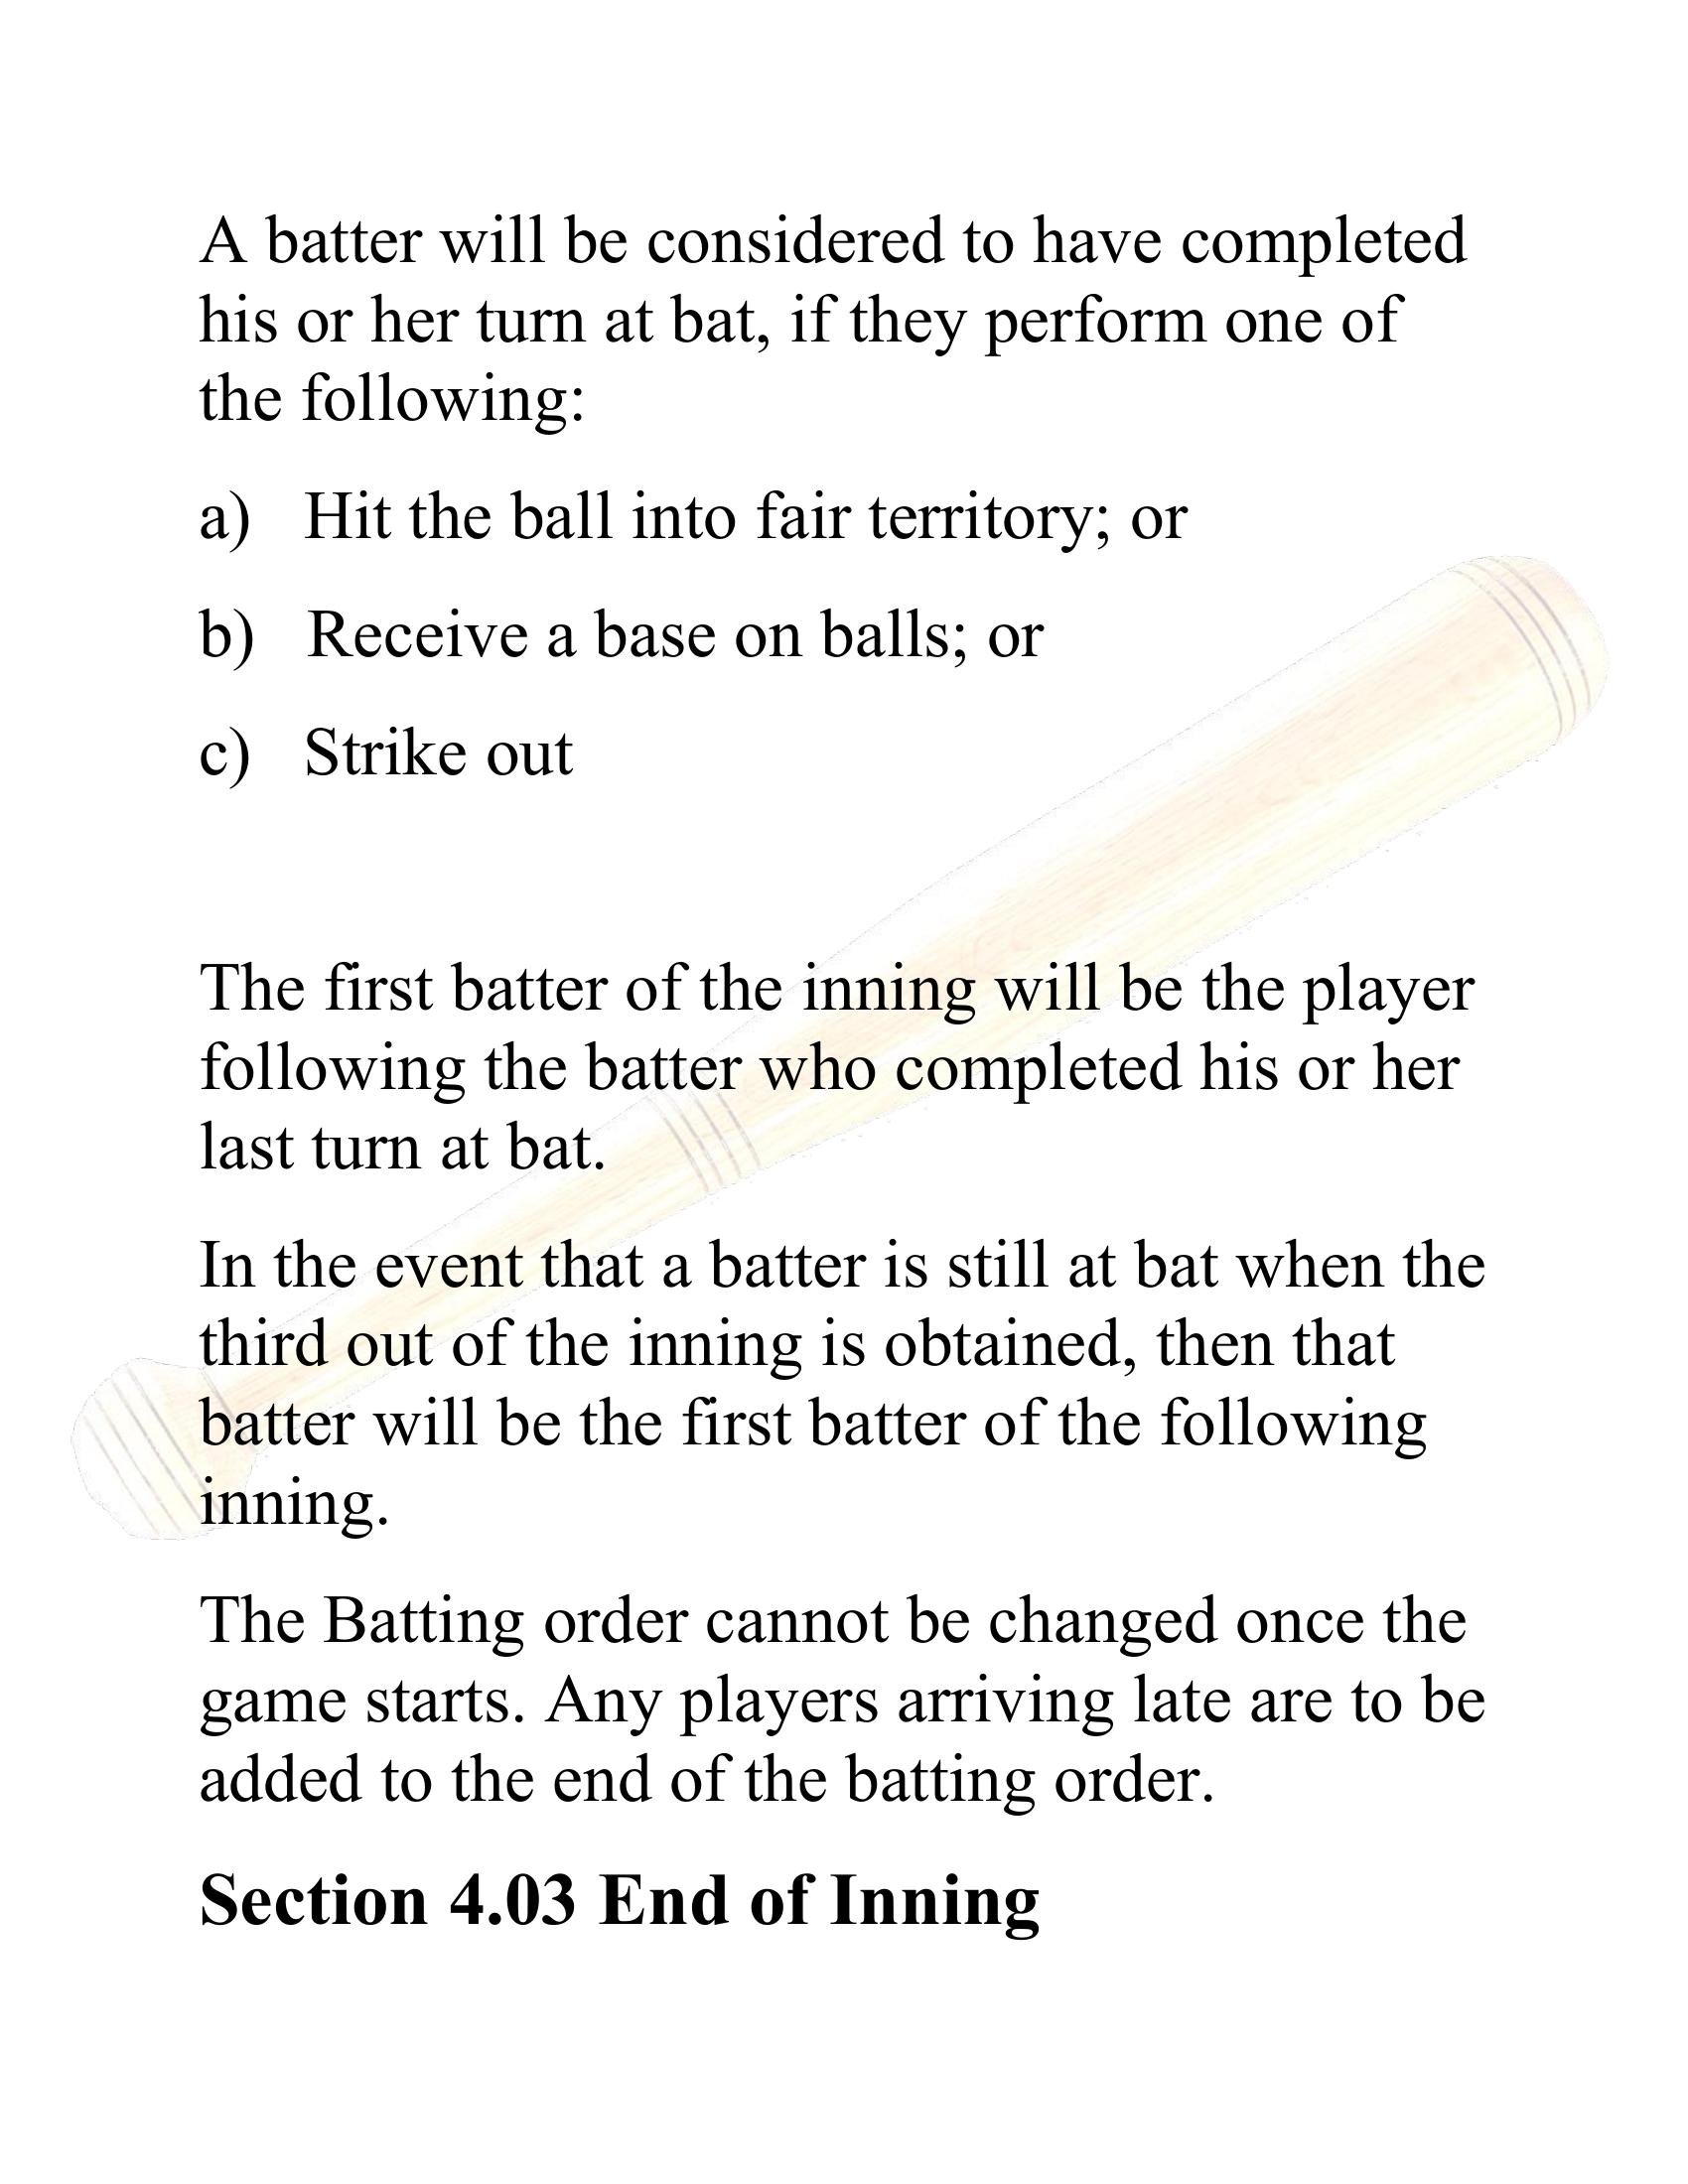 A batter will be considered to have completed
his or her turn at bat, if they perform one of
the following:
a) Hit the ball into fair territory; or
b) Receive a base on balls; or
c) Strike out
The first batter of the inning will be the player
following the batter who completed his or her
last turn at bat.
In the event that a batter is still at bat when the
third out of the inning is obtained, then that
batter will be the first batter of the following
inning.
The Batting order cannot be changed once the
game starts. Any players arriving late are to be
added to the end of the batting order.
Section 4.03 End of Inning